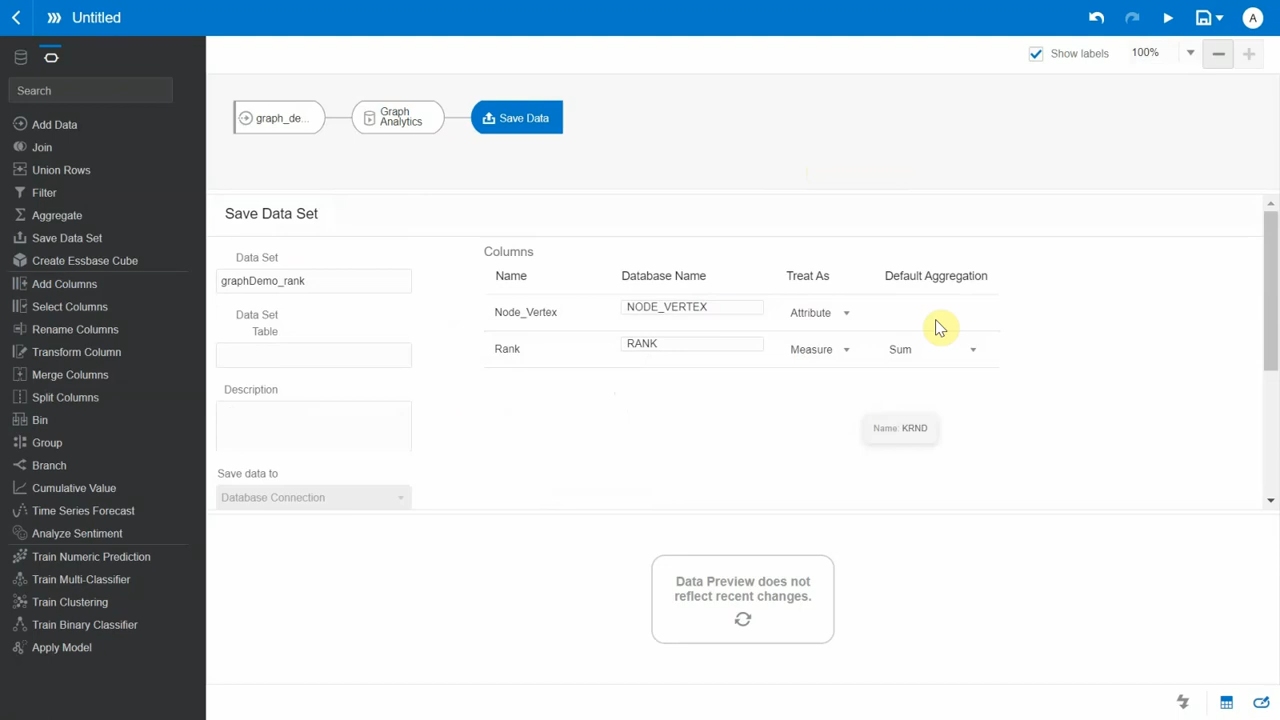 Untitled
A
Show labels
100%
Search
Add Data
Join
Union Rows
Filter
Aggregate
Save Data Set
Create Essbase Cube
Add Columns
Select Columns
Rename Columns
Transform Column
Merge Columns
Split Columns
Bin
Group
Branch
Cumulative Value
Time Series Forecast
Analyze Sentiment
Train Numeric Prediction
Train Multi-Classifier
Train Clustering
Train Binary Classifier
Apply Model
graph_de...
Graph
Analytics
Save Data
Save Data Set
Data Set
graphDemo_rank
Data Set
Table
Description
Save data to
Database Connection
Columns
Name Database Name Treat As Default Aggregation
Node_Vertex NODE_VERTEX Attribute
Rank RANK Measure Sum
Name: KRND
Data Preview does not
reflect recent changes.